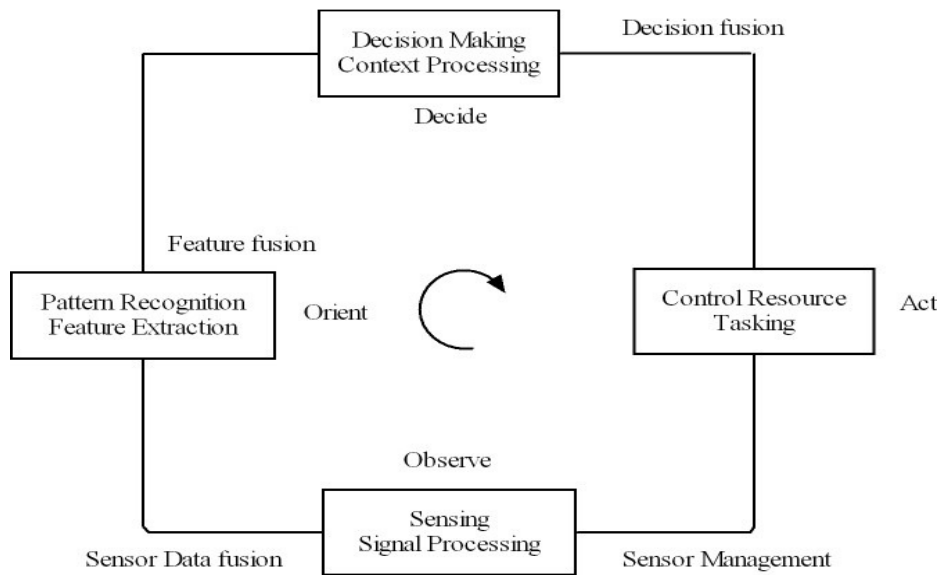 Decision Making
Context Processing
Decision fusion
Decide
Feature fusion
Pattern Recognition
Feature Extraction
Orient
Control Resource
Tasking
Act
Observe
Sensing
Signal Processing
Sensor Data fusion
Sensor Management